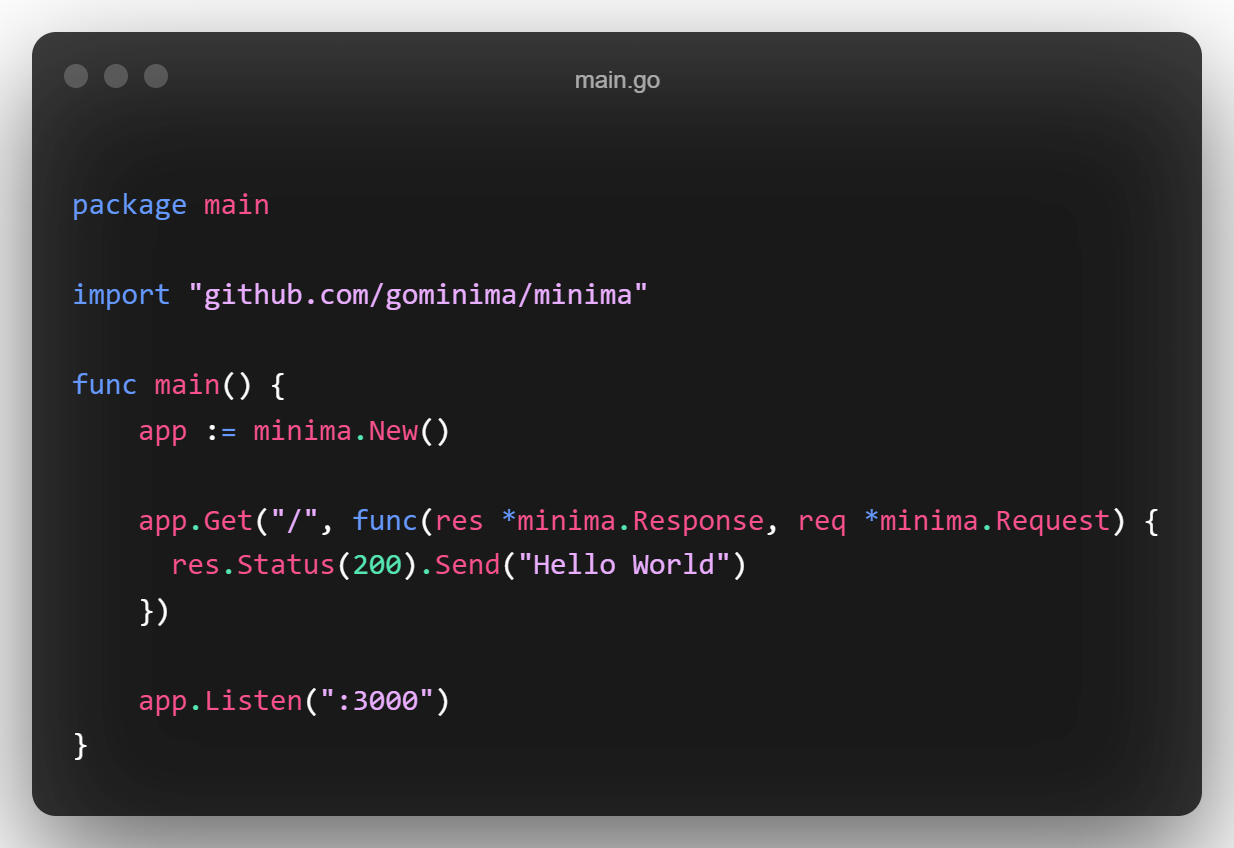 main.go
package main
import "github.com/gominima/minima"
func main() {
    app := minima.New()
    app.Get("/", func(res *minima.Response, req *minima.Request) {
      res.Status(200).Send("Hello World")
    })
    app.Listen(":3000")
}